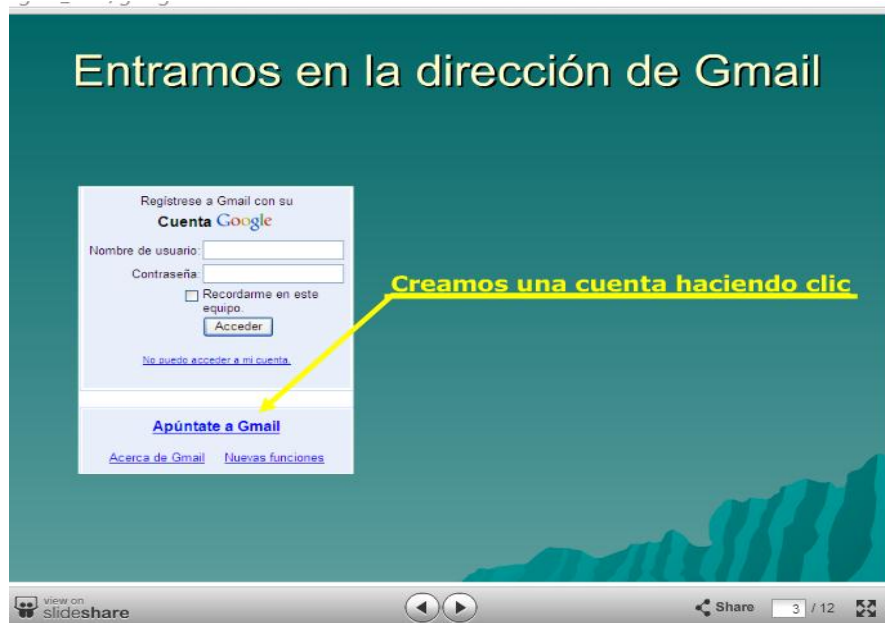 Entramos en la dirección de Gmail
Regístrese a Gmail con su
Cuenta Google
Nombre de usuario:
Contraseña:
Recordarme en este
equipo.
Acceder
No puedo acceder a mi cuenta.
Creamos una cuenta haciendo clic
Apúntate a Gmail
Acerca de Gmail Nuevas funciones
view on
slideshare
Share 3 / 12